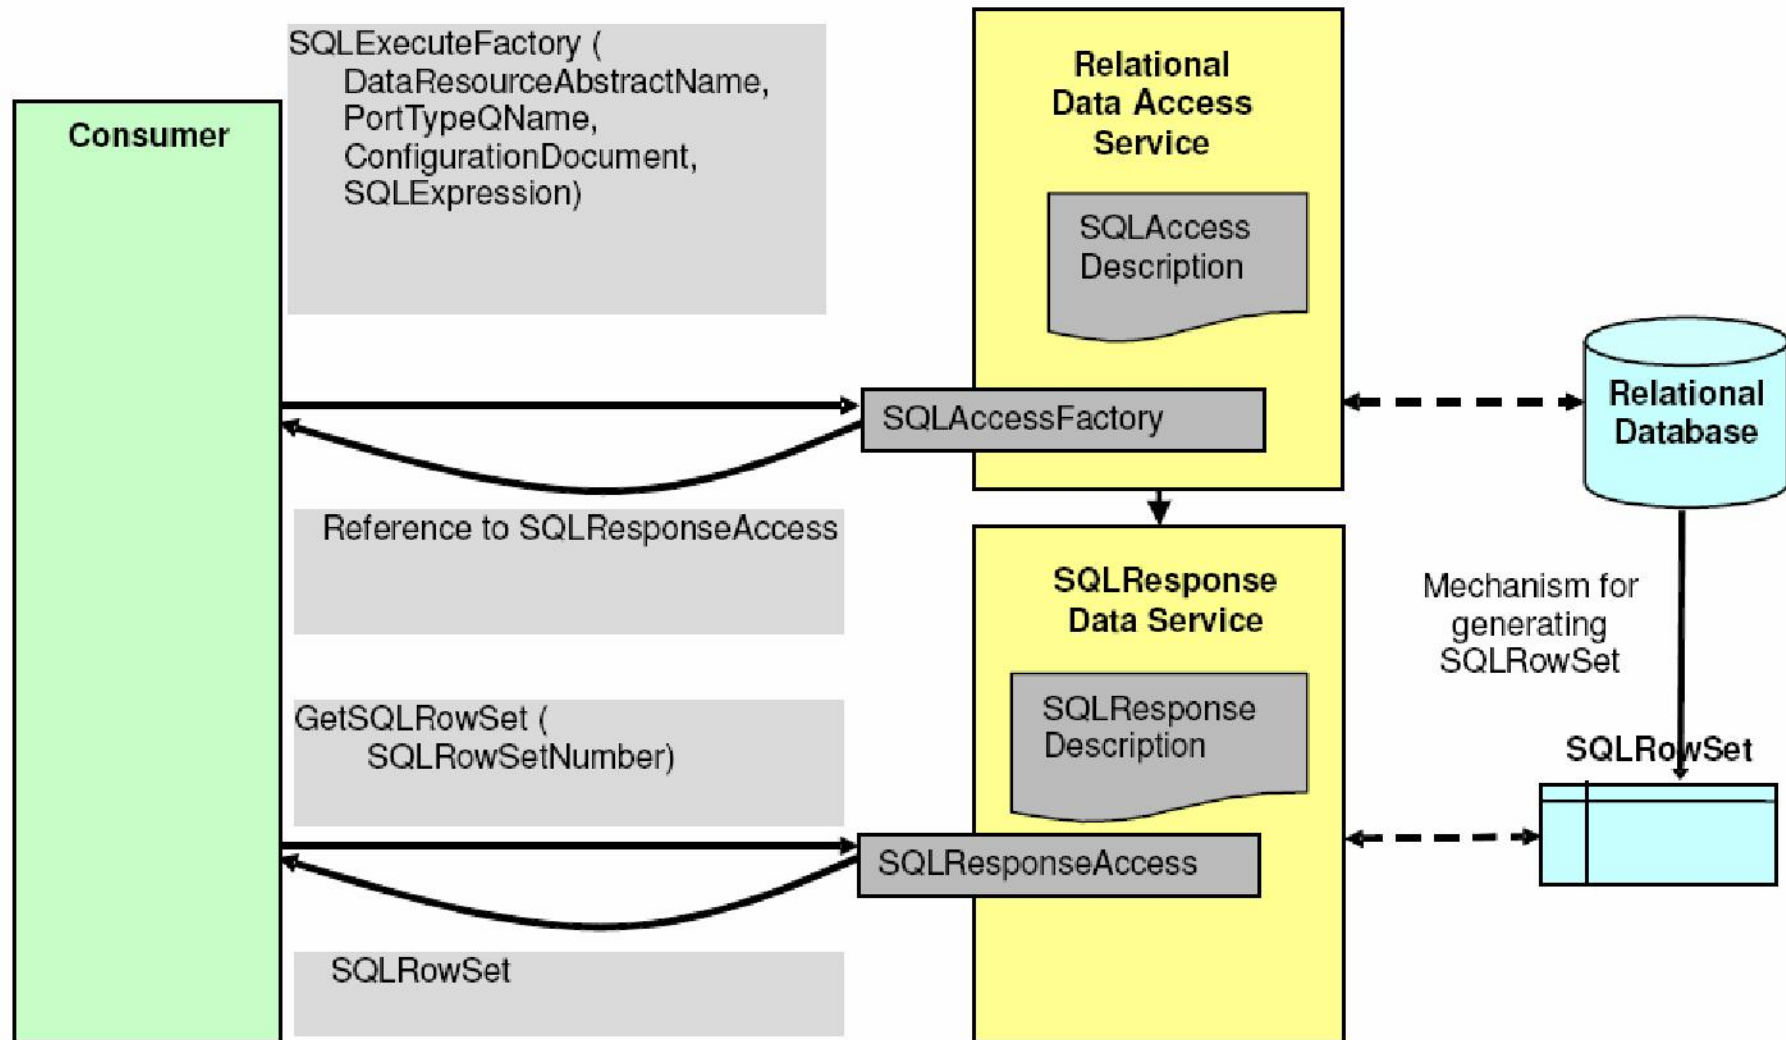 Consumer
SQLExecuteFactory (
DataResourceAbstractName,
PortTypeQName,
ConfigurationDocument,
SQLExpression)
Relational
Data Access
Service
SQLAccess
Description
SQLAccessFactory
Relational
Database
Reference to SQLResponseAccess
SQLResponse
Data Service
Mechanism for
generating
SQLRowSet
GetSQLRowSet (
SQLRowSetNumber)
SQLResponse
Description
SQLRowSet
SQLResponseAccess
SQLRowSet